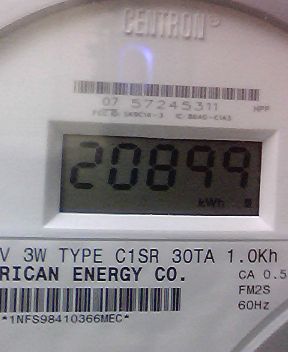 CENTRON®
07 57245311 HPP
20899
kWh
V 3W TYPE C1SR 30TA 1.0Kh
RICAN ENERGY CO. CA 0.5
FM2S
60Hz
*1NFS98410366MEC*